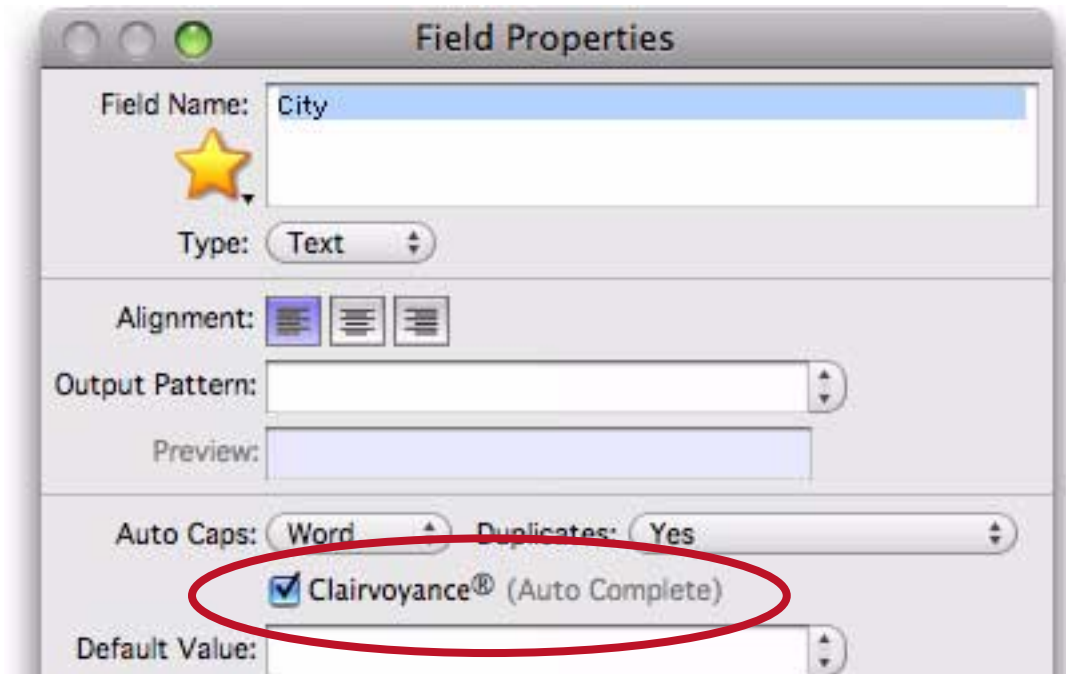 Field Properties
Field Name: City
Type: Text
Alignment:
Output Pattern:
Preview:
Auto Caps: Word Duplicates: Yes
Clairvoyance® (Auto Complete)
Default Value: